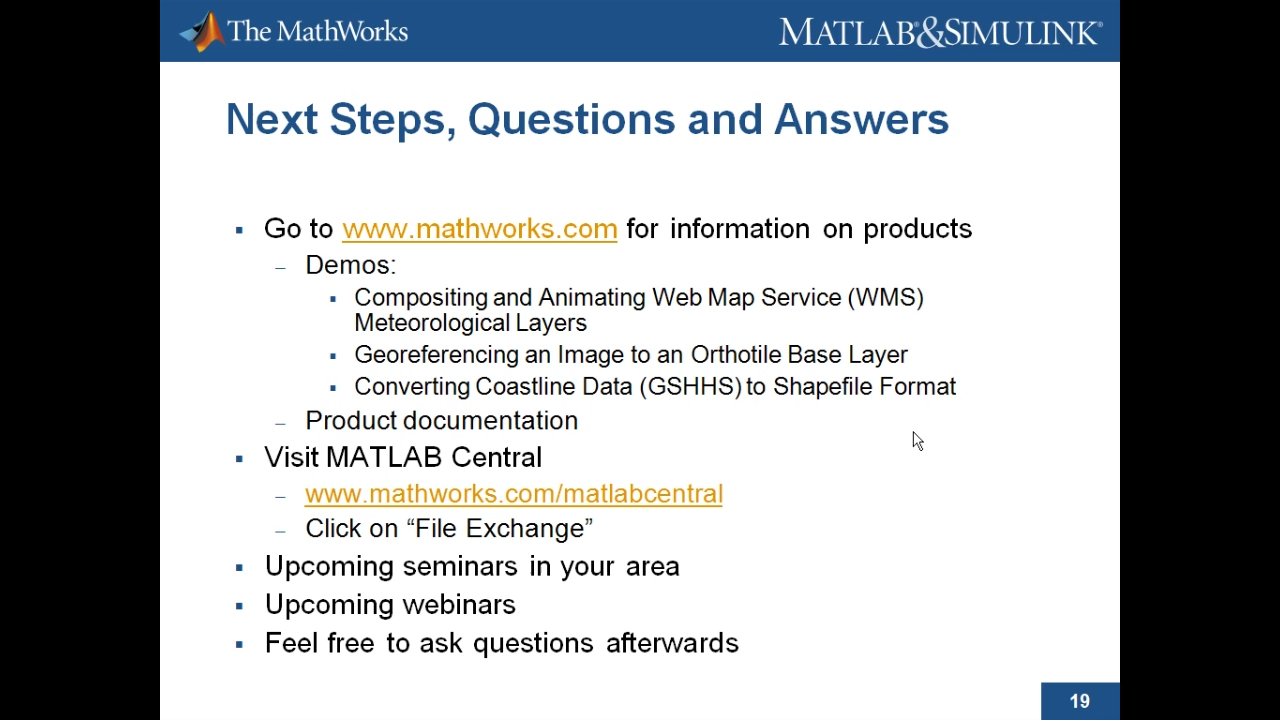 The MathWorks
MATLAB®&SIMULINK®
Next Steps, Questions and Answers
▪ Go to www.mathworks.com for information on products
– Demos:
▪ Compositing and Animating Web Map Service (WMS)
Meteorological Layers
▪ Georeferencing an Image to an Orthotile Base Layer
▪ Converting Coastline Data (GSHHS) to Shapefile Format
– Product documentation
▪ Visit MATLAB Central
– www.mathworks.com/matlabcentral
– Click on “File Exchange”
▪ Upcoming seminars in your area
▪ Upcoming webinars
▪ Feel free to ask questions afterwards
19